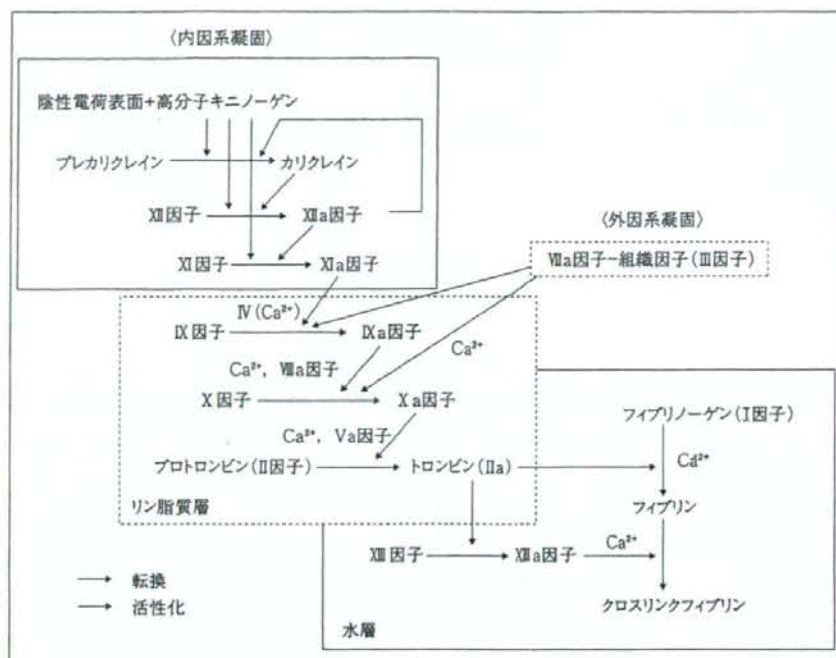 〈内因系凝固〉
陰性電荷表面+高分子キニノーゲン
プレカリクレイン カリクレイン
XII因子 XIIa因子
〈外因系凝固〉
XI因子 XIa因子
VIIa因子-組織因子(III因子)
IV(Ca²⁺)
IX因子 IXa因子
Ca²⁺
Ca²⁺, VIIIa因子
X因子 Xa因子
フィブリノーゲン(I因子)
Ca²⁺, Va因子
Ca²⁺
プロトロンビン(II因子) トロンビン(IIa)
フィブリン
リン脂質層
XIII因子 XIIIa因子 Ca²⁺
転換
活性化
クロスリンクフィブリン
水層